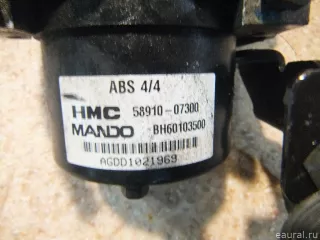 ABS 4/4
HMC 58910-07300
MANDO BH60103500
AGDD1021969
© eaural.ru